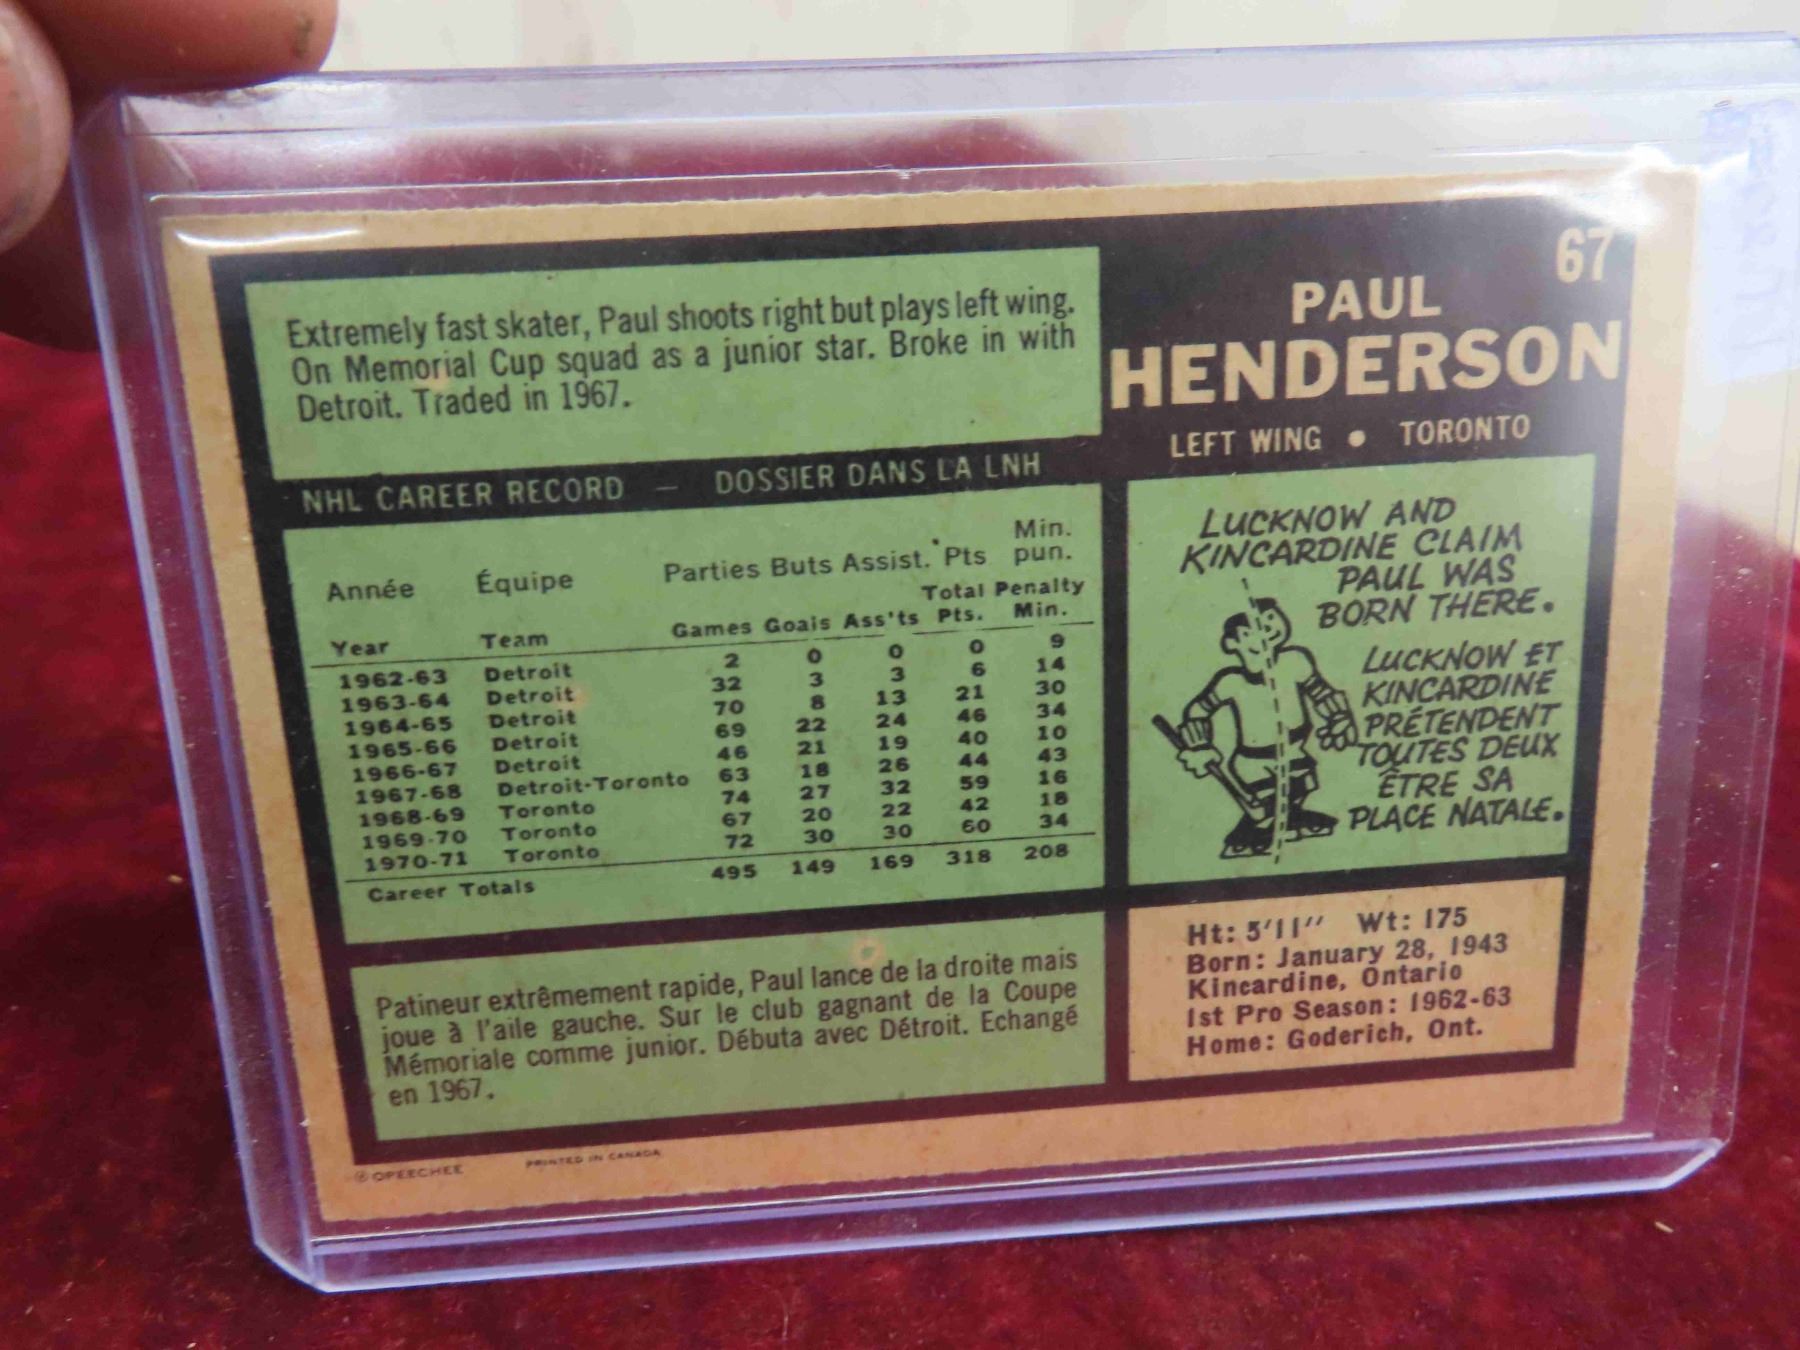 67
PAUL
HENDERSON
LEFT WING • TORONTO
Extremely fast skater, Paul shoots right but plays left wing.
On Memorial Cup squad as a junior star. Broke in with
Detroit. Traded in 1967.
NHL CAREER RECORD — DOSSIER DANS LA LNH
Année Équipe Parties Buts Assist. Pts Min. pun.
Year Team Games Goals Ass'ts Total Pts. Penalty Min.
1962-63 Detroit 2 0 0 0 9
1963-64 Detroit 32 3 3 6 14
1964-65 Detroit 70 8 13 21 30
1965-66 Detroit 69 22 24 46 34
1966-67 Detroit 46 21 19 40 10
1967-68 Detroit-Toronto 63 18 26 44 43
1968-69 Toronto 74 27 32 59 16
1969-70 Toronto 67 20 22 42 18
1970-71 Toronto 72 30 30 60 34
Career Totals 495 149 169 318 208
LUCKNOW AND
KINCARDINE CLAIM
PAUL WAS
BORN THERE.
LUCKNOW ET
KINCARDINE
PRÉTENDENT
TOUTES DEUX
ÊTRE SA
PLACE NATALE.
Patineur extrêmement rapide, Paul lance de la droite mais
joue à l'aile gauche. Sur le club gagnant de la Coupe
Mémoriale comme junior. Débuta avec Détroit. Echangé
en 1967.
Ht: 5'11" Wt: 175
Born: January 28, 1943
Kincardine, Ontario
1st Pro Season: 1962-63
Home: Goderich, Ont.
© OPEECHEE PRINTED IN CANADA